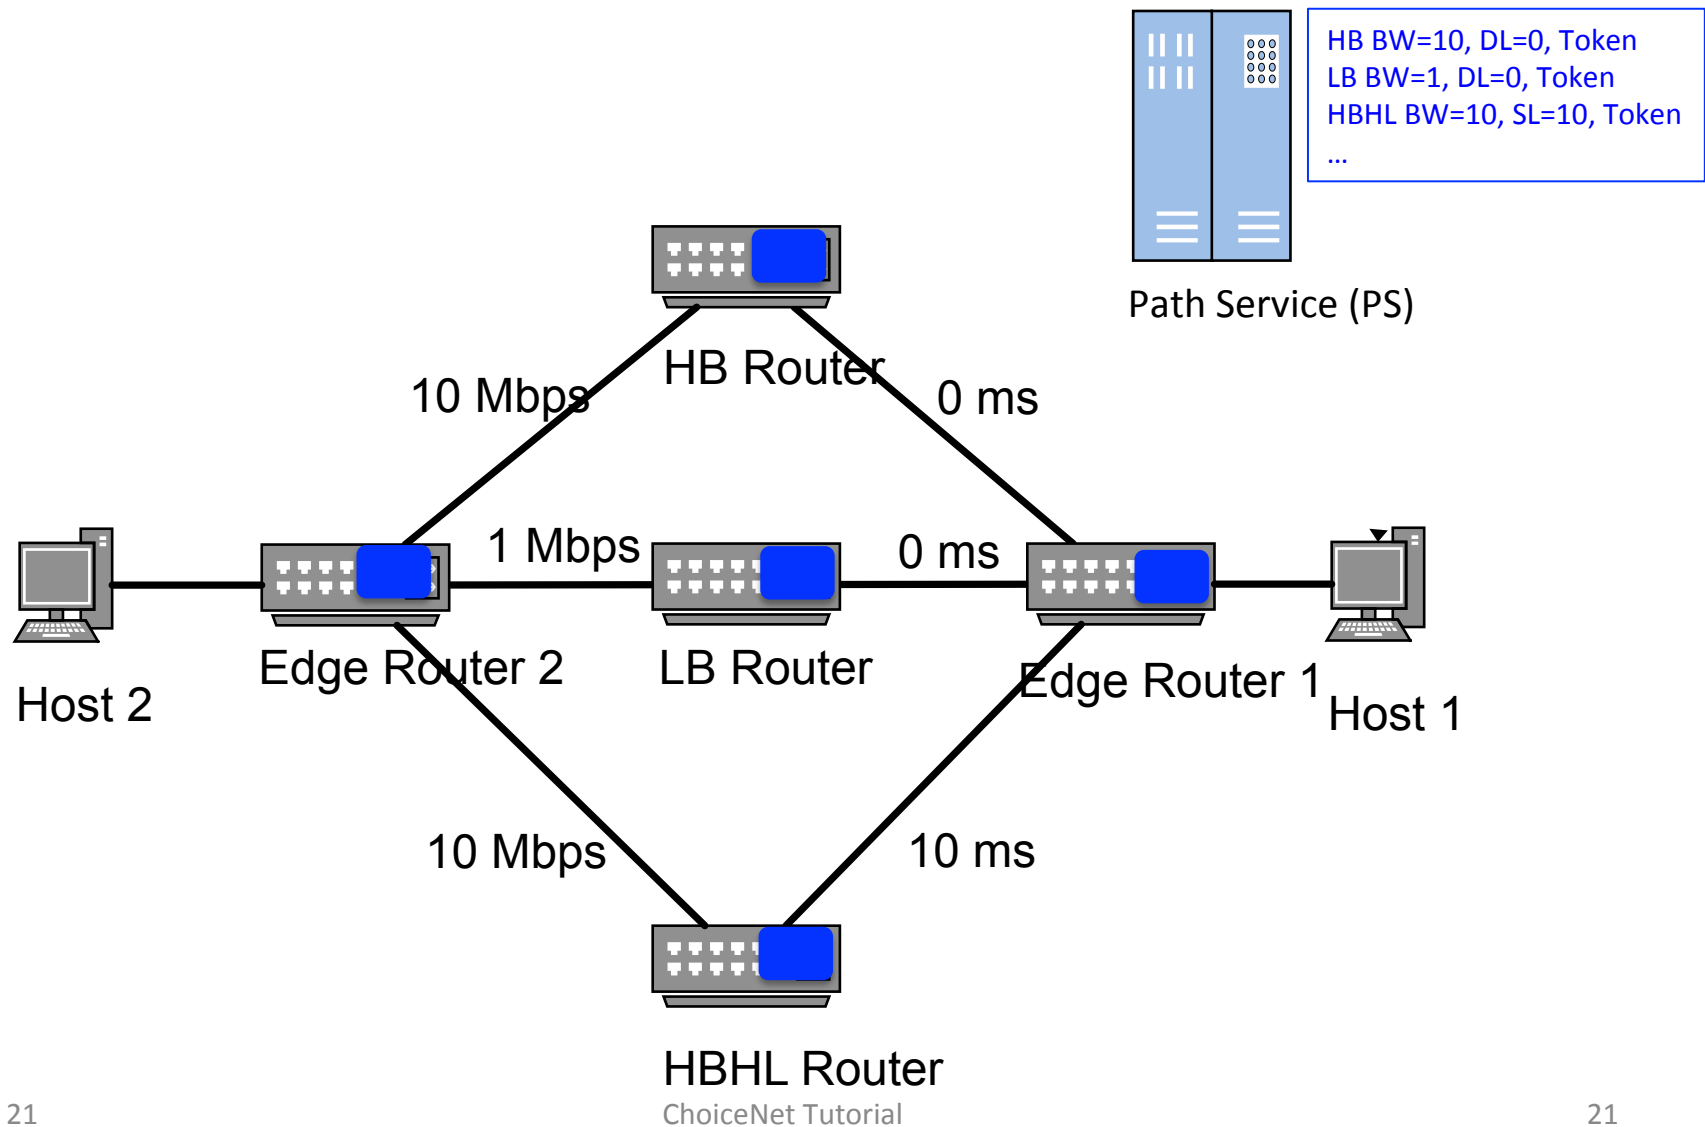 HB BW=10, DL=0, Token
LB BW=1, DL=0, Token
HBHL BW=10, SL=10, Token
...
Path Service (PS)
HB Router
10 Mbps
0 ms
1 Mbps
0 ms
Edge Router 2
LB Router
Edge Router 1
Host 2
Host 1
10 Mbps
10 ms
HBHL Router
21
ChoiceNet Tutorial
21